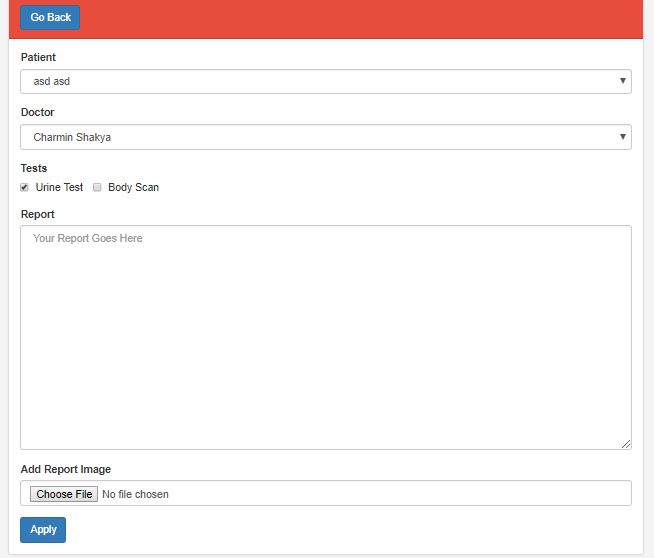 Go Back
Patient
asd asd
Doctor
Charmin Shakya
Tests
Urine Test Body Scan
Report
Your Report Goes Here
Add Report Image
Choose File No file chosen
Apply